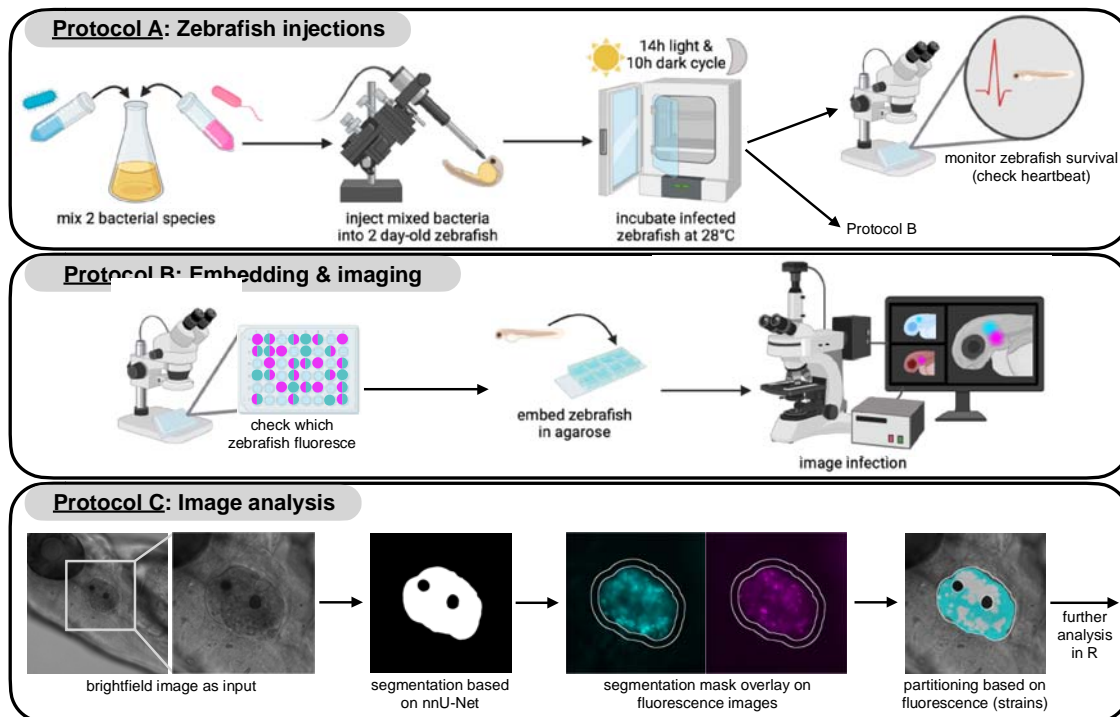 Protocol A: Zebrafish injections
14h light &
10h dark cycle
mix 2 bacterial species
inject mixed bacteria
into 2 day-old zebrafish
incubate infected
zebrafish at 28°C
monitor zebrafish survival
(check heartbeat)
Protocol B
Protocol B: Embedding & imaging
check which
zebrafish fluoresce
embed zebrafish
in agarose
image infection
Protocol C: Image analysis
brightfield image as input
segmentation based
on nnU-Net
segmentation mask overlay on
fluorescence images
partitioning based on
fluorescence (strains)
further
analysis
in R